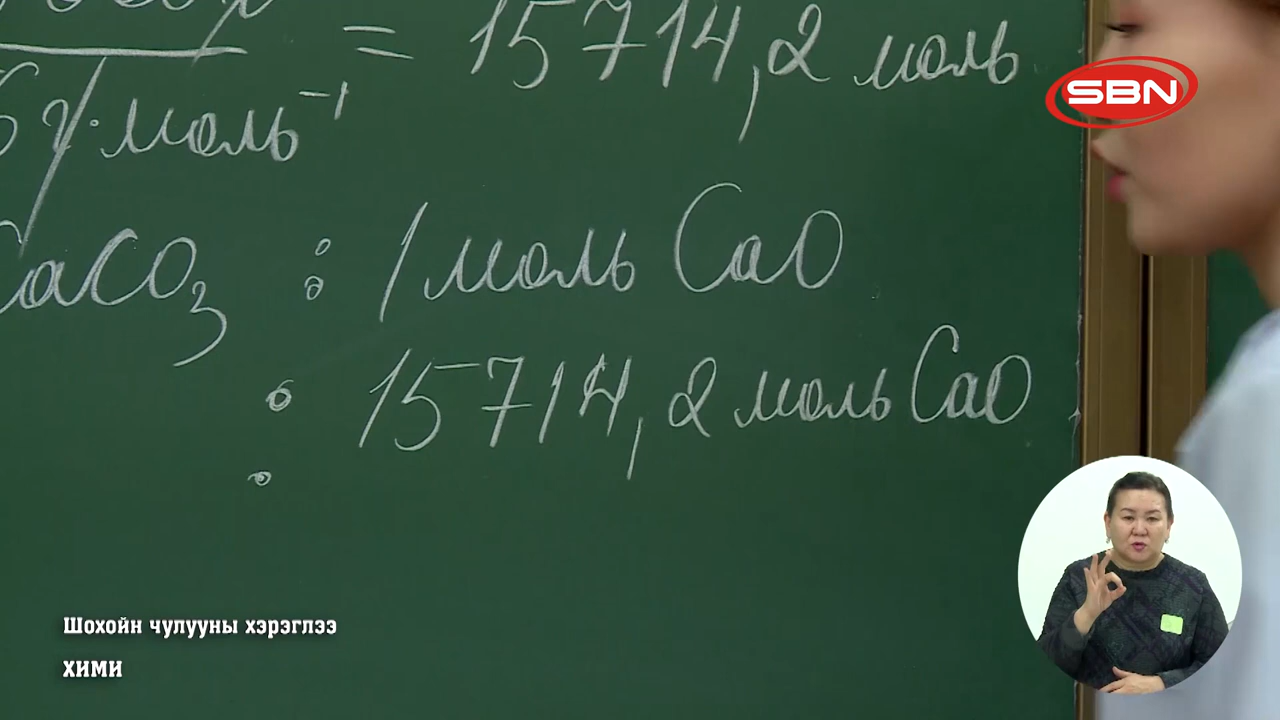 = 15714,2 моль
г·моль⁻¹
CaCO₃ : 1 моль CaO
: 15714,2 моль CaO
SBN
Шохойн чулууны хэрэглээ
ХИМИ